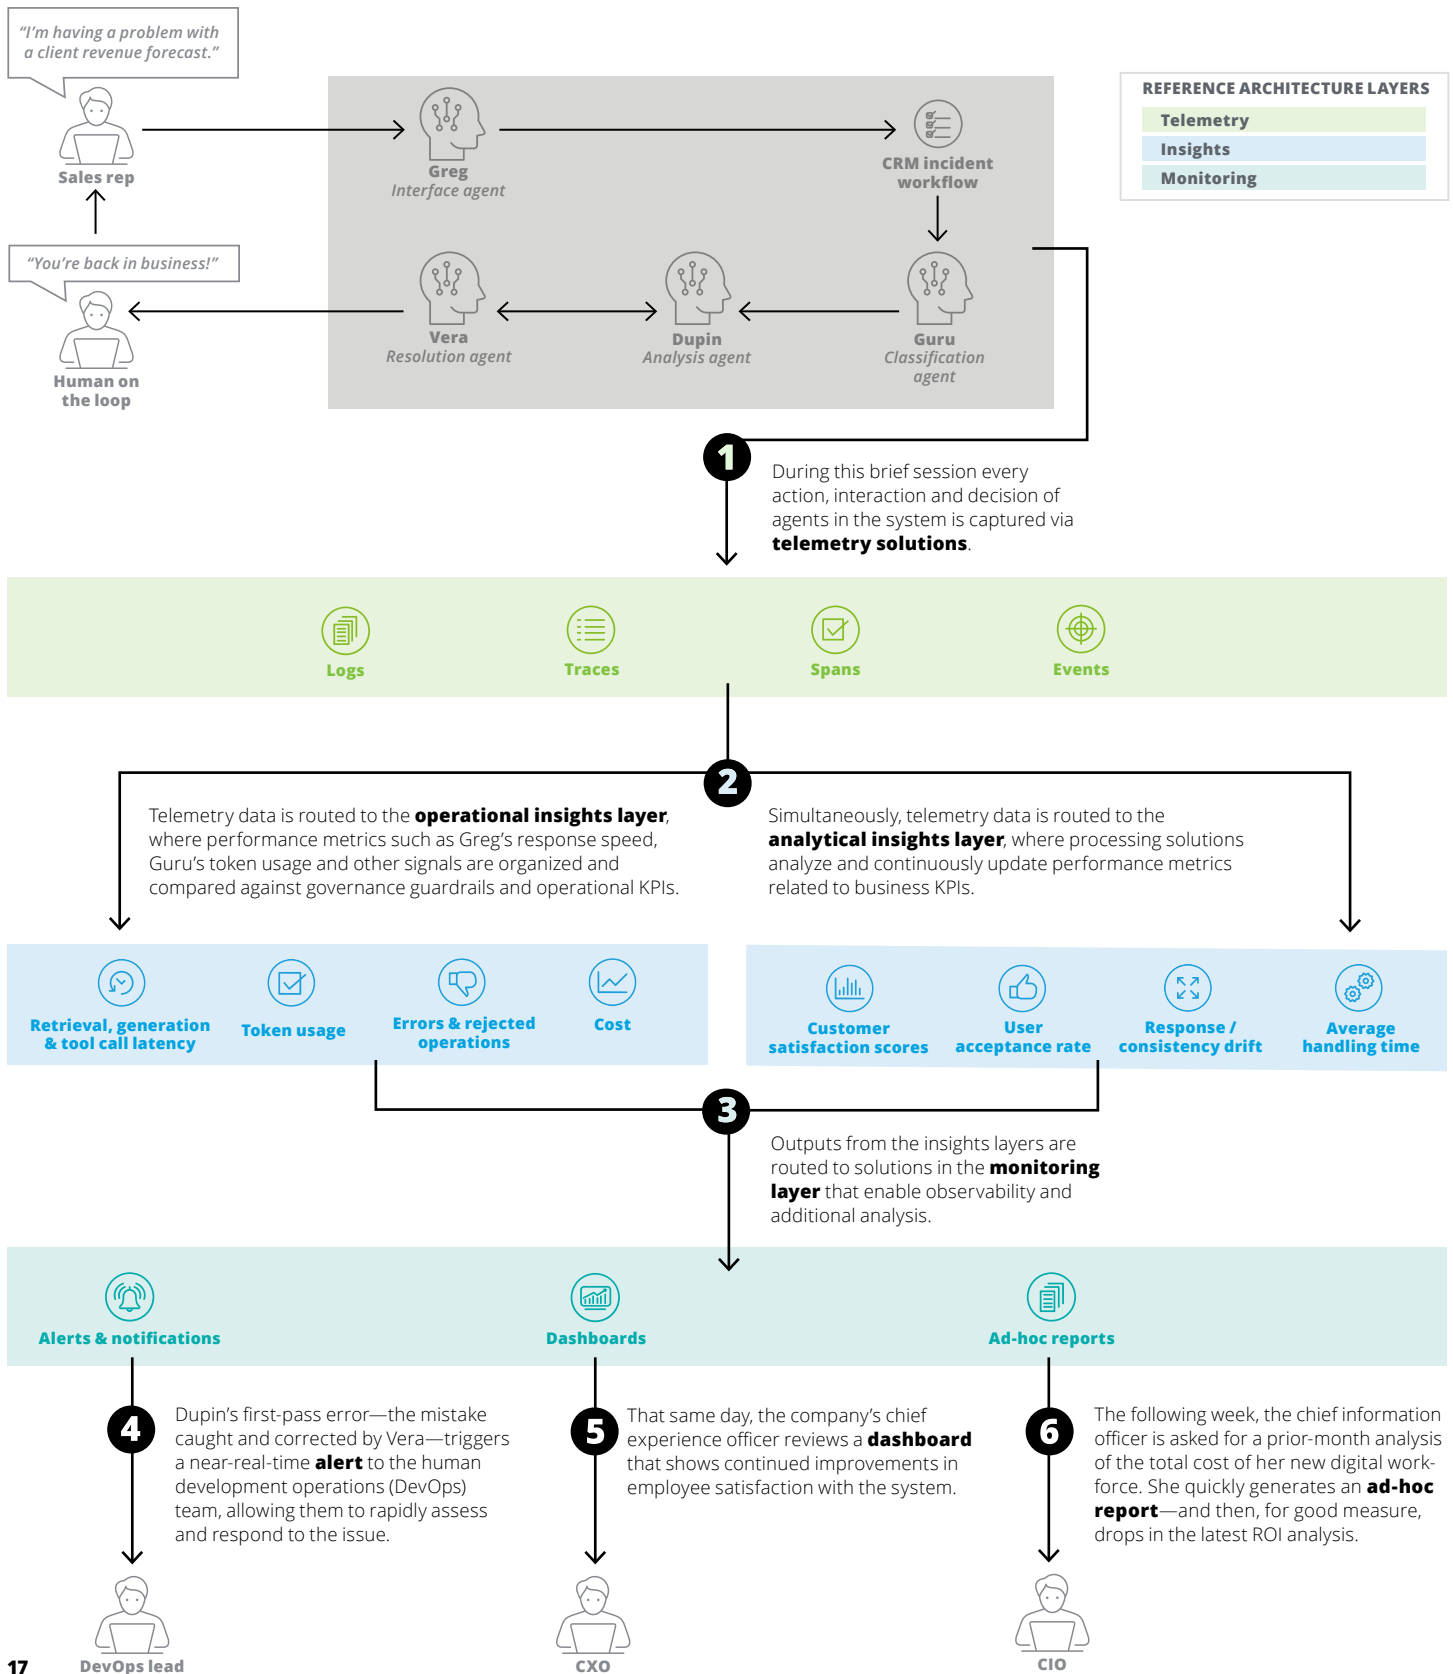 “I’m having a problem with
a client revenue forecast.”
Sales rep
Greg
Interface agent
CRM incident
workflow
REFERENCE ARCHITECTURE LAYERS
Telemetry
Insights
Monitoring
“You’re back in business!”
Human on
the loop
Vera
Resolution agent
Dupin
Analysis agent
Guru
Classification
agent
1
During this brief session every
action, interaction and decision of
agents in the system is captured via
telemetry solutions.
Logs
Traces
Spans
Events
2
Telemetry data is routed to the operational insights layer,
where performance metrics such as Greg’s response speed,
Guru’s token usage and other signals are organized and
compared against governance guardrails and operational KPIs.
Simultaneously, telemetry data is routed to the
analytical insights layer, where processing solutions
analyze and continuously update performance metrics
related to business KPIs.
Retrieval, generation
& tool call latency
Token usage
Errors & rejected
operations
Cost
Customer
satisfaction scores
User
acceptance rate
Response /
consistency drift
Average
handling time
3
Outputs from the insights layers are
routed to solutions in the monitoring
layer that enable observability and
additional analysis.
Alerts & notifications
Dashboards
Ad-hoc reports
4
Dupin’s first-pass error—the mistake
caught and corrected by Vera—triggers
a near-real-time alert to the human
development operations (DevOps)
team, allowing them to rapidly assess
and respond to the issue.
5
That same day, the company’s chief
experience officer reviews a dashboard
that shows continued improvements in
employee satisfaction with the system.
6
The following week, the chief information
officer is asked for a prior-month analysis
of the total cost of her new digital work-
force. She quickly generates an ad-hoc
report—and then, for good measure,
drops in the latest ROI analysis.
DevOps lead
CXO
CIO
17